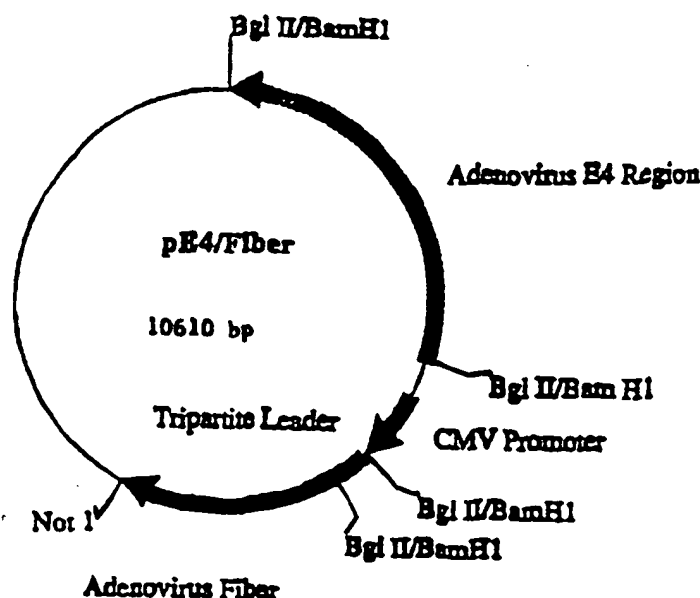 Bgl II/BamH1
Adenovirus E4 Region
pE4/Fiber
10610 bp
Bgl II/Bam H1
Tripartite Leader
CMV Promoter
Bgl II/BamH1
Not 1
Bgl II/BamH1
Adenovirus Fiber